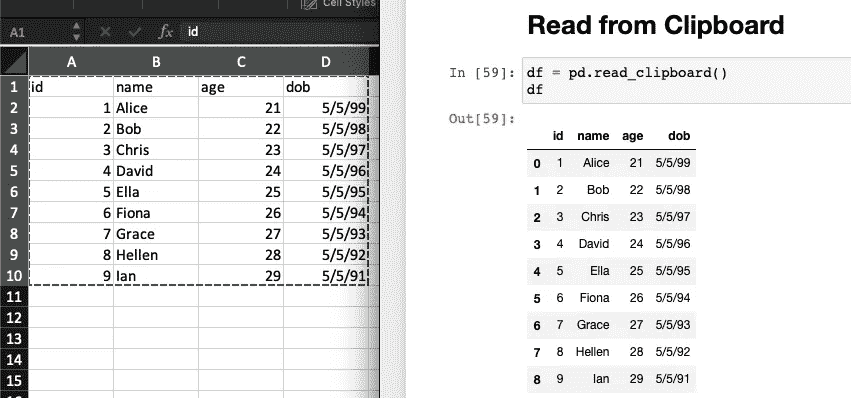 Cell Styles
A1 fx id
A B C D
1 id name age dob
2 1 Alice 21 5/5/99
3 2 Bob 22 5/5/98
4 3 Chris 23 5/5/97
5 4 David 24 5/5/96
6 5 Ella 25 5/5/95
7 6 Fiona 26 5/5/94
8 7 Grace 27 5/5/93
9 8 Hellen 28 5/5/92
10 9 Ian 29 5/5/91
11
12
13
14
15
Read from Clipboard
In [59]: df = pd.read_clipboard()
df
Out[59]:
id name age dob
0 1 Alice 21 5/5/99
1 2 Bob 22 5/5/98
2 3 Chris 23 5/5/97
3 4 David 24 5/5/96
4 5 Ella 25 5/5/95
5 6 Fiona 26 5/5/94
6 7 Grace 27 5/5/93
7 8 Hellen 28 5/5/92
8 9 Ian 29 5/5/91